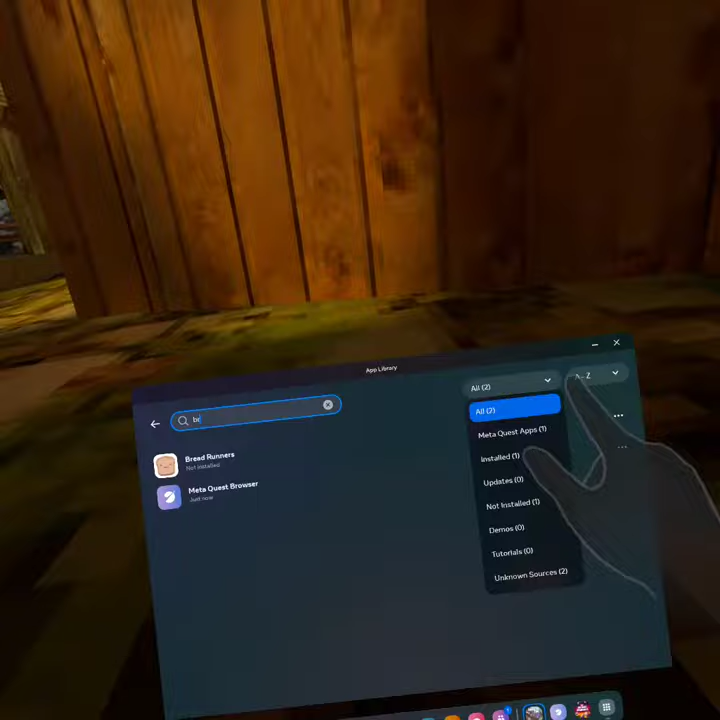 App Library
br
All (2)
A - Z
All (2)
Meta Quest Apps (1)
Installed (1)
Updates (0)
Not Installed (1)
Demos (0)
Tutorials (0)
Unknown Sources (2)
Bread Runners
Not Installed
Meta Quest Browser
Just now